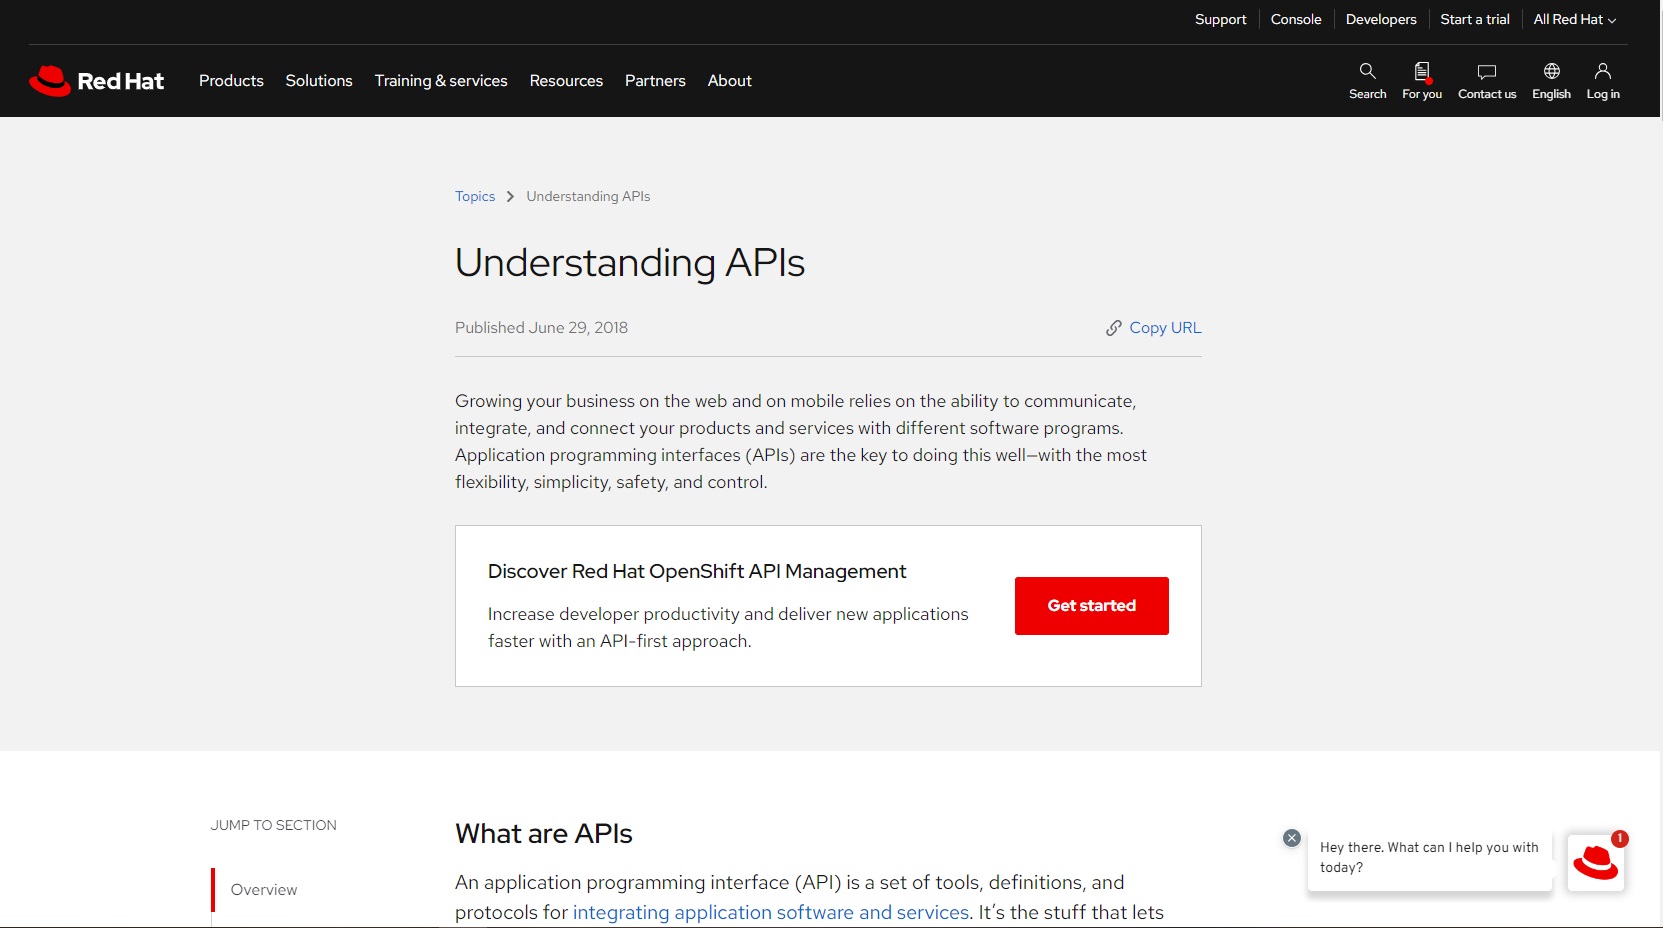 Support
Console
Developers
Start a trial
All Red Hat
Red Hat
Products
Solutions
Training & services
Resources
Partners
About
Search
For you
Contact us
English
Log in
Topics
Understanding APIs
Understanding APIs
Published June 29, 2018
Copy URL
Growing your business on the web and on mobile relies on the ability to communicate,
integrate, and connect your products and services with different software programs.
Application programming interfaces (APIs) are the key to doing this well—with the most
flexibility, simplicity, safety, and control.
Discover Red Hat OpenShift API Management
Increase developer productivity and deliver new applications
faster with an API-first approach.
Get started
JUMP TO SECTION
Overview
What are APIs
An application programming interface (API) is a set of tools, definitions, and
protocols for integrating application software and services. It’s the stuff that lets
Hey there. What can I help you with
today?
1